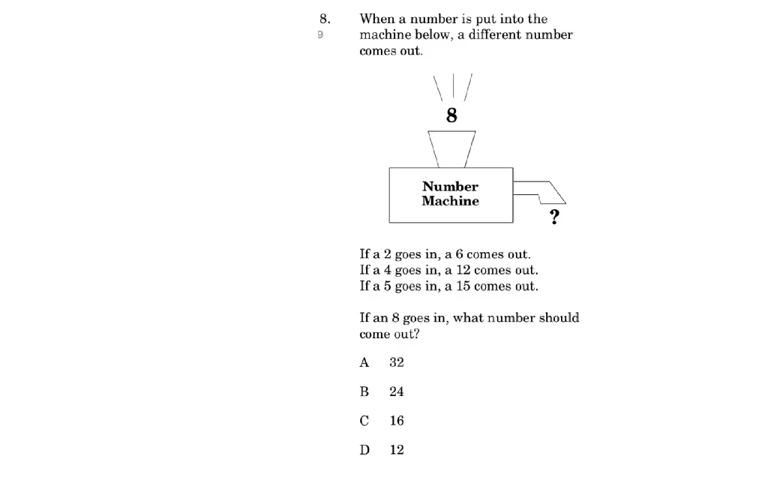 8. When a number is put into the
9 machine below, a different number
comes out.
8
Number
Machine
?
If a 2 goes in, a 6 comes out.
If a 4 goes in, a 12 comes out.
If a 5 goes in, a 15 comes out.
If an 8 goes in, what number should
come out?
A 32
B 24
C 16
D 12